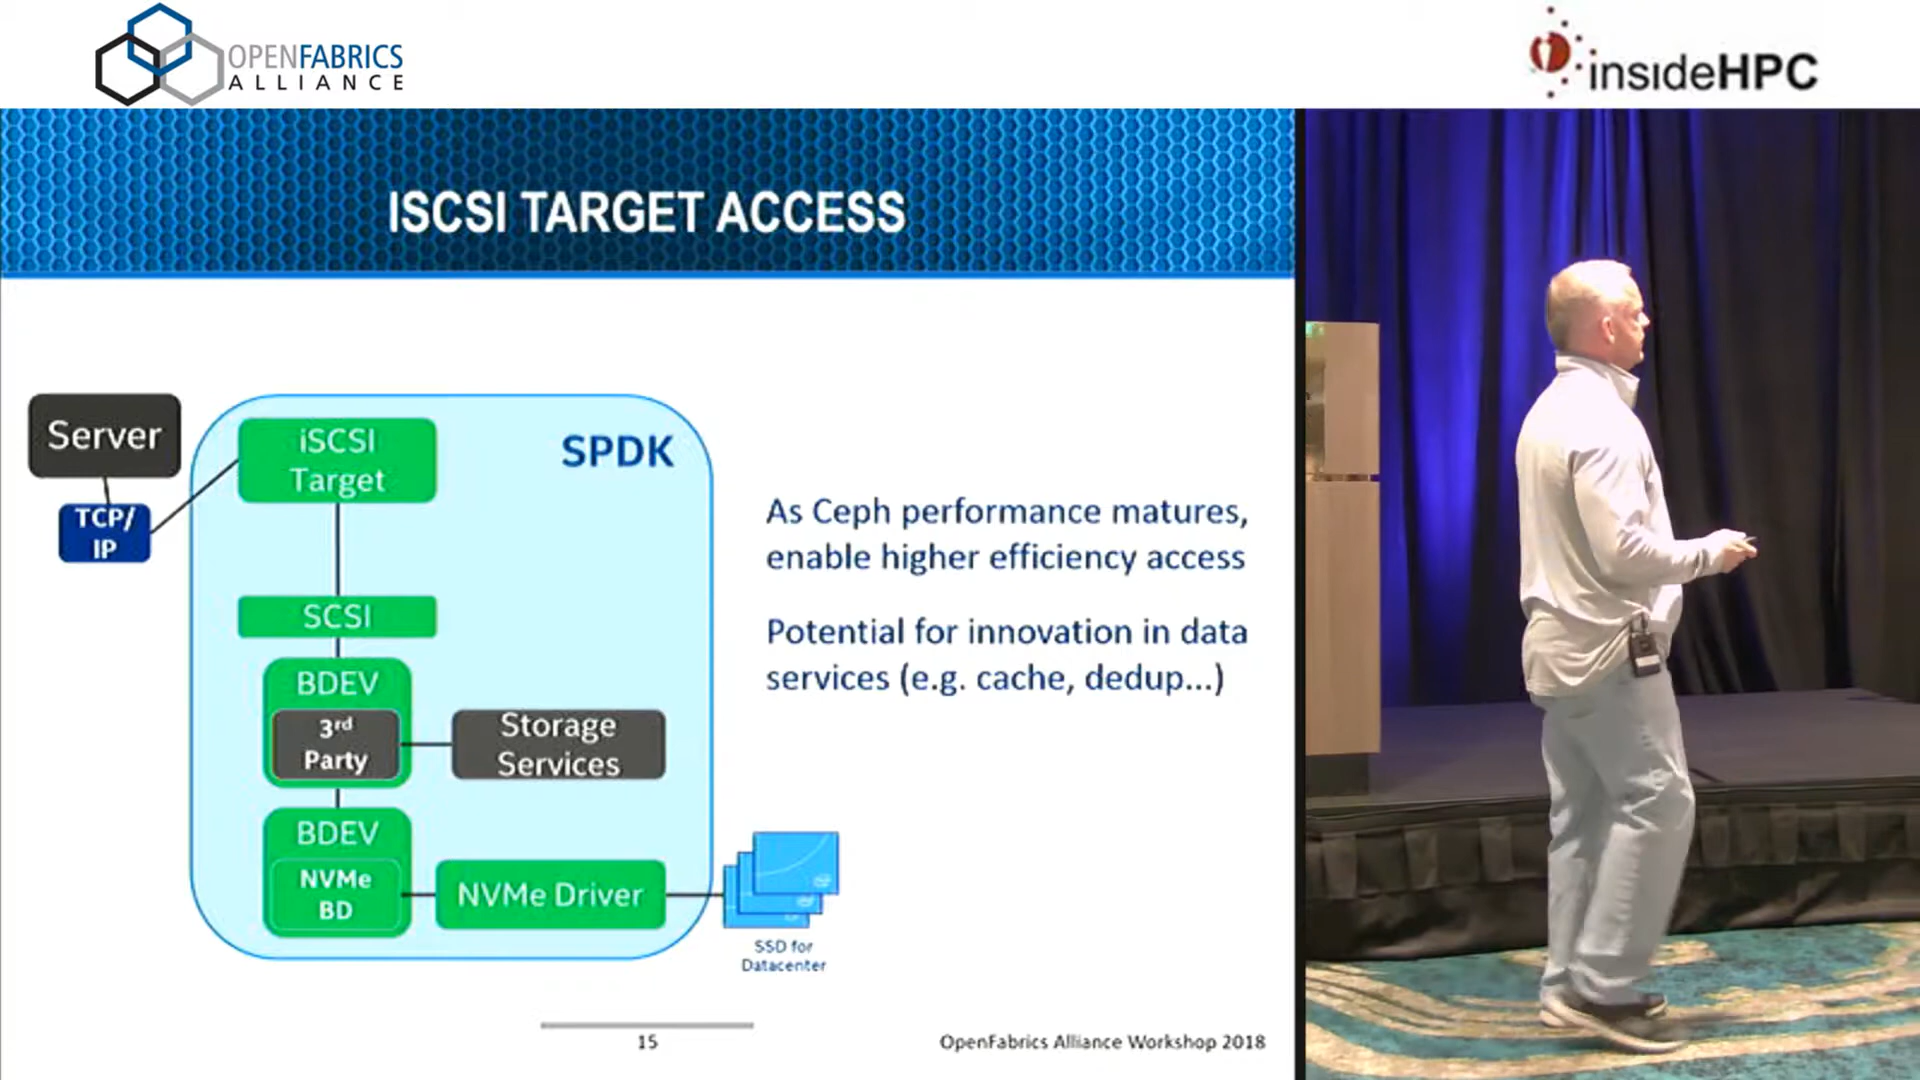 OPENFABRICS
ALLIANCE
insideHPC
ISCSI TARGET ACCESS
Server
TCP/
IP
iSCSI
Target
SPDK
SCSI
BDEV
3rd
Party
Storage
Services
BDEV
NVMe
BD
NVMe Driver
SSD for
Datacenter
As Ceph performance matures,
enable higher efficiency access
Potential for innovation in data
services (e.g. cache, dedup...)
15
OpenFabrics Alliance Workshop 2018